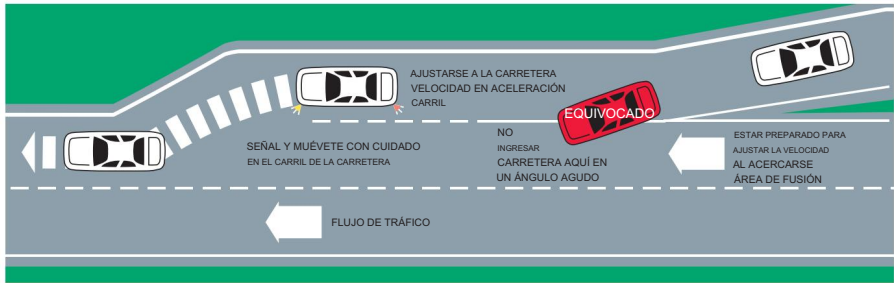 AJUSTARSE A LA CARRETERA
VELOCIDAD EN ACELERACIÓN
CARRIL
EQUIVOCADO
SEÑAL Y MUÉVETE CON CUIDADO
EN EL CARRIL DE LA CARRETERA
NO
INGRESAR
CARRETERA AQUÍ EN
UN ÁNGULO AGUDO
ESTAR PREPARADO PARA
AJUSTAR LA VELOCIDAD
AL ACERCARSE
ÁREA DE FUSIÓN
FLUJO DE TRÁFICO